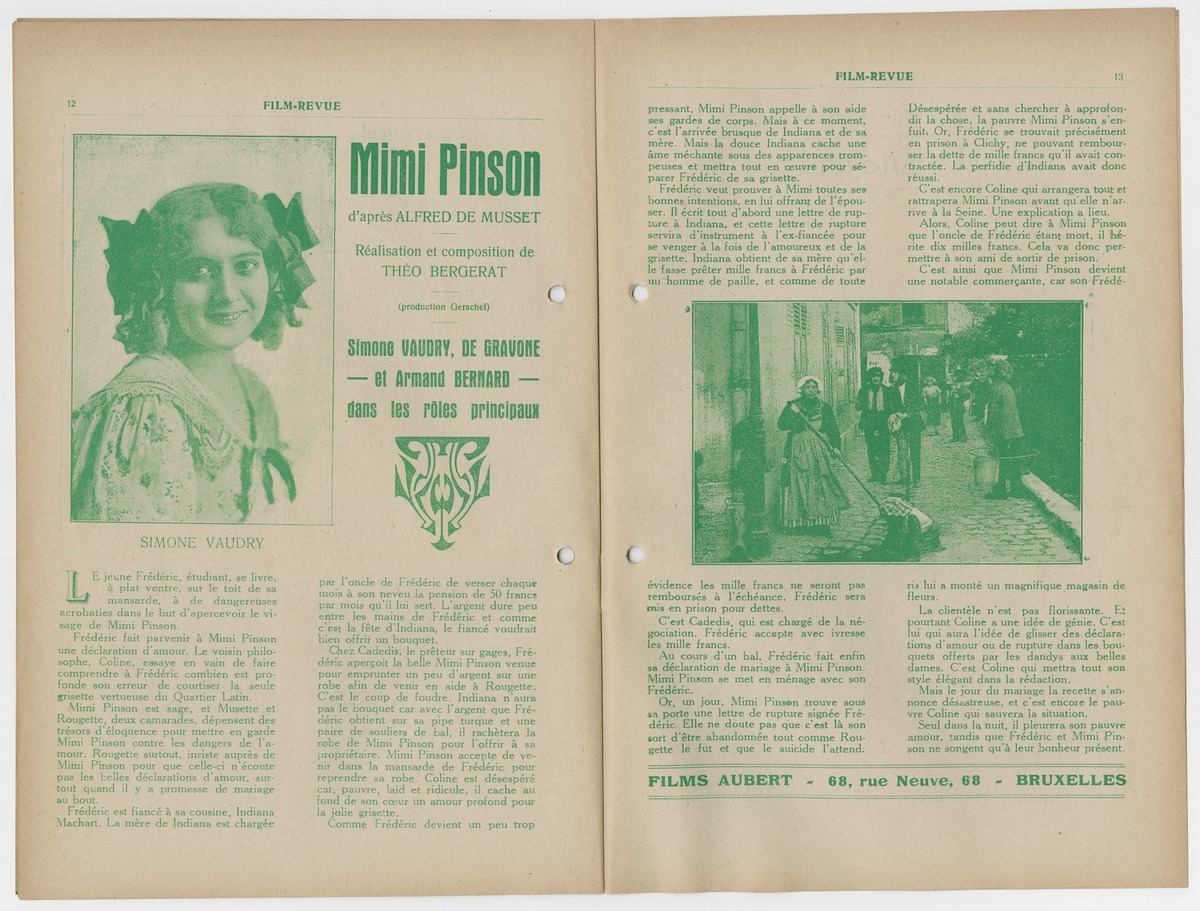 12
FILM-REVUE
Mimi Pinson
d'après ALFRED DE MUSSET
Réalisation et composition de
THÉO BERGERAT
(production Gerschel)
Simone VAUDRY, DE GRAVONE
— et Armand BERNARD —
dans les rôles principaux
SIMONE VAUDRY
LE jeune Frédéric, étudiant, se livre,
à plat ventre, sur le toit de sa
mansarde, à de dangereuses
acrobaties dans le but d'apercevoir le vi-
sage de Mimi Pinson.
Frédéric fait parvenir à Mimi Pinson
une déclaration d'amour. Le voisin philo-
sophe, Coline, essaye en vain de faire
comprendre à Frédéric combien est pro-
fonde son erreur de courtiser la seule
grisette vertueuse du Quartier Latin.
Mimi Pinson est sage, et Musette et
Rougette, deux camarades, dépensent des
trésors d'éloquence pour mettre en garde
Mimi Pinson contre les dangers de l'a-
mour. Rougette surtout, insiste auprès de
Mimi Pinson pour que celle-ci n'écoute
pas les belles déclarations d'amour, sur-
tout quand il y a promesse de mariage
au bout.
Frédéric est fiancé à sa cousine, Indiana
Machart. La mère de Indiana est chargée
par l'oncle de Frédéric de verser chaque
mois à son neveu la pension de 50 francs
par mois qu'il lui sert. L'argent dure peu
entre les mains de Frédéric et comme
c'est la fête d'Indiana, le fiancé voudrait
bien offrir un bouquet.
Chez Cadedis, le prêteur sur gages, Fré-
déric aperçoit la belle Mimi Pinson venue
pour emprunter un peu d'argent sur une
robe afin de venir en aide à Rougette.
C'est le coup de foudre. Indiana n'aura
pas le bouquet car avec l'argent que Fré-
déric obtient sur sa pipe turque et une
paire de souliers de bal, il rachètera la
robe de Mimi Pinson pour l'offrir à sa
propriétaire. Mimi Pinson accepte de ve-
nir dans la mansarde de Frédéric pour
reprendre sa robe. Coline est désespéré
car, pauvre, laid et ridicule, il cache au
fond de son cœur un amour profond pour
la jolie grisette.
Comme Frédéric devient un peu trop
FILM-REVUE
13
pressant, Mimi Pinson appelle à son aide
ses gardes de corps. Mais à ce moment,
c'est l'arrivée brusque de Indiana et de sa
mère. Mais la douce Indiana cache une
âme méchante sous des apparences trom-
peuses et mettra tout en œuvre pour sé-
parer Frédéric de sa grisette.
Frédéric veut prouver à Mimi toutes ses
bonnes intentions, en lui offrant de l'épou-
ser. Il écrit tout d'abord une lettre de rup-
ture à Indiana, et cette lettre de rupture
servira d'instrument à l'ex-fiancée pour
se venger à la fois de l'amoureux et de la
grisette. Indiana obtient de sa mère qu'el-
le fasse prêter mille francs à Frédéric par
un homme de paille, et comme de toute
évidence les mille francs ne seront pas
remboursés à l'échéance, Frédéric sera
mis en prison pour dettes.
C'est Cadedis, qui est chargé de la né-
gociation. Frédéric accepte avec ivresse
les mille francs.
Au cours d'un bal, Frédéric fait enfin
sa déclaration de mariage à Mimi Pinson.
Mimi Pinson se met en ménage avec son
Frédéric.
Or, un jour, Mimi Pinson trouve sous
sa porte une lettre de rupture signée Fré-
déric. Elle ne doute pas que c'est là son
sort d'être abandonnée tout comme Rou-
gette le fut et que le suicide l'attend.
Désespérée et sans chercher à approfon-
dir la chose, la pauvre Mimi Pinson s'en-
fuit. Or, Frédéric se trouvait précisément
en prison à Clichy, ne pouvant rembour-
ser la dette de mille francs qu'il avait con-
tractée. La perfidie d'Indiana avait donc
réussi.
C'est encore Coline qui arrangera tout et
rattrapera Mimi Pinson avant qu'elle n'ar-
rive à la Seine. Une explication a lieu.
Alors, Coline peut dire à Mimi Pinson
que l'oncle de Frédéric étant mort, il hé-
rite dix milles francs. Cela va donc per-
mettre à son ami de sortir de prison.
C'est ainsi que Mimi Pinson devient
une notable commerçante, car son Frédé-
ris lui a monté un magnifique magasin de
fleurs.
La clientèle n'est pas florissante. Et
pourtant Coline a une idée de génie. C'est
lui qui aura l'idée de glisser des déclara-
tions d'amour ou de rupture dans les bou-
quets offerts par les dandys aux belles
dames. C'est Coline qui mettra tout son
style élégant dans la rédaction.
Mais le jour du mariage la recette s'an-
nonce désastreuse, et c'est encore le pau-
vre Coline qui sauvera la situation.
Seul dans la nuit, il pleurera son pauvre
amour, tandis que Frédéric et Mimi Pin-
son ne songent qu'à leur bonheur présent.
FILMS AUBERT - 68, rue Neuve, 68 - BRUXELLES